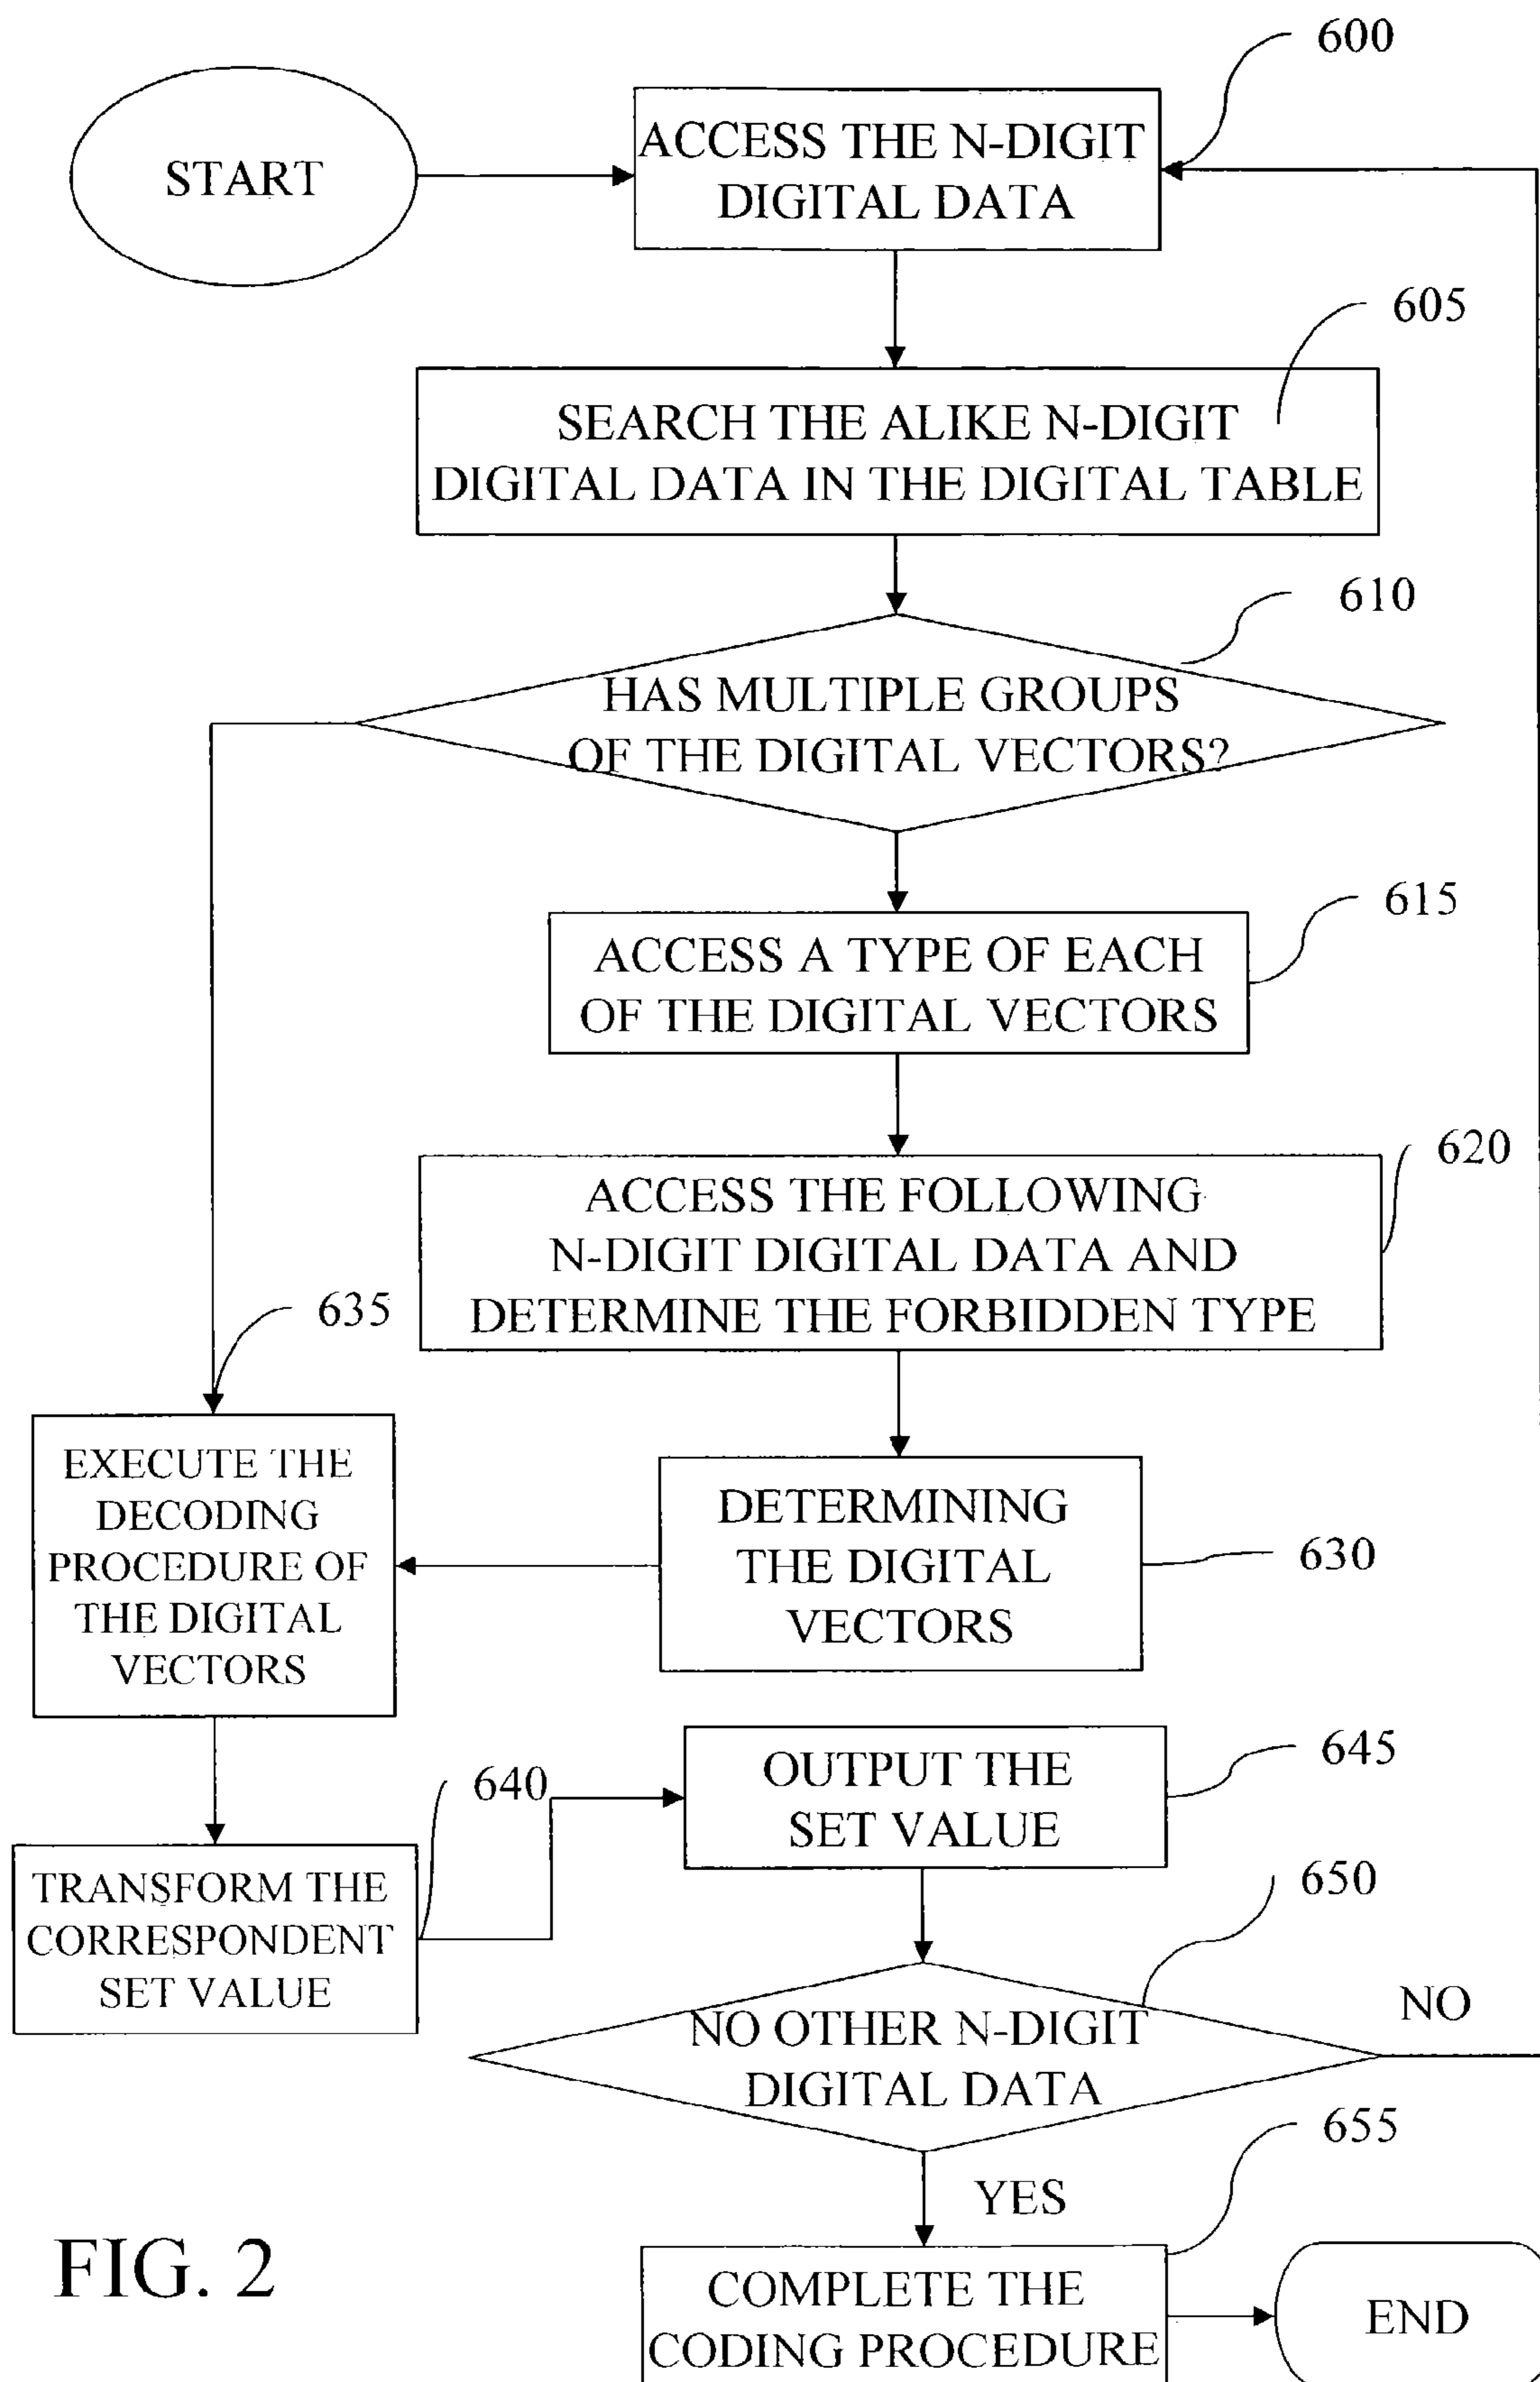 600
START
ACCESS THE N-DIGIT
DIGITAL DATA
605
SEARCH THE ALIKE N-DIGIT
DIGITAL DATA IN THE DIGITAL TABLE
610
HAS MULTIPLE GROUPS
OF THE DIGITAL VECTORS?
615
ACCESS A TYPE OF EACH
OF THE DIGITAL VECTORS
620
ACCESS THE FOLLOWING
N-DIGIT DIGITAL DATA AND
DETERMINE THE FORBIDDEN TYPE
635
EXECUTE THE
DECODING
PROCEDURE OF
THE DIGITAL
VECTORS
DETERMINING
THE DIGITAL
VECTORS
630
640
TRANSFORM THE
CORRESPONDENT
SET VALUE
OUTPUT THE
SET VALUE
645
650
NO OTHER N-DIGIT
DIGITAL DATA
NO
YES
655
COMPLETE THE
CODING PROCEDURE
END
FIG. 2